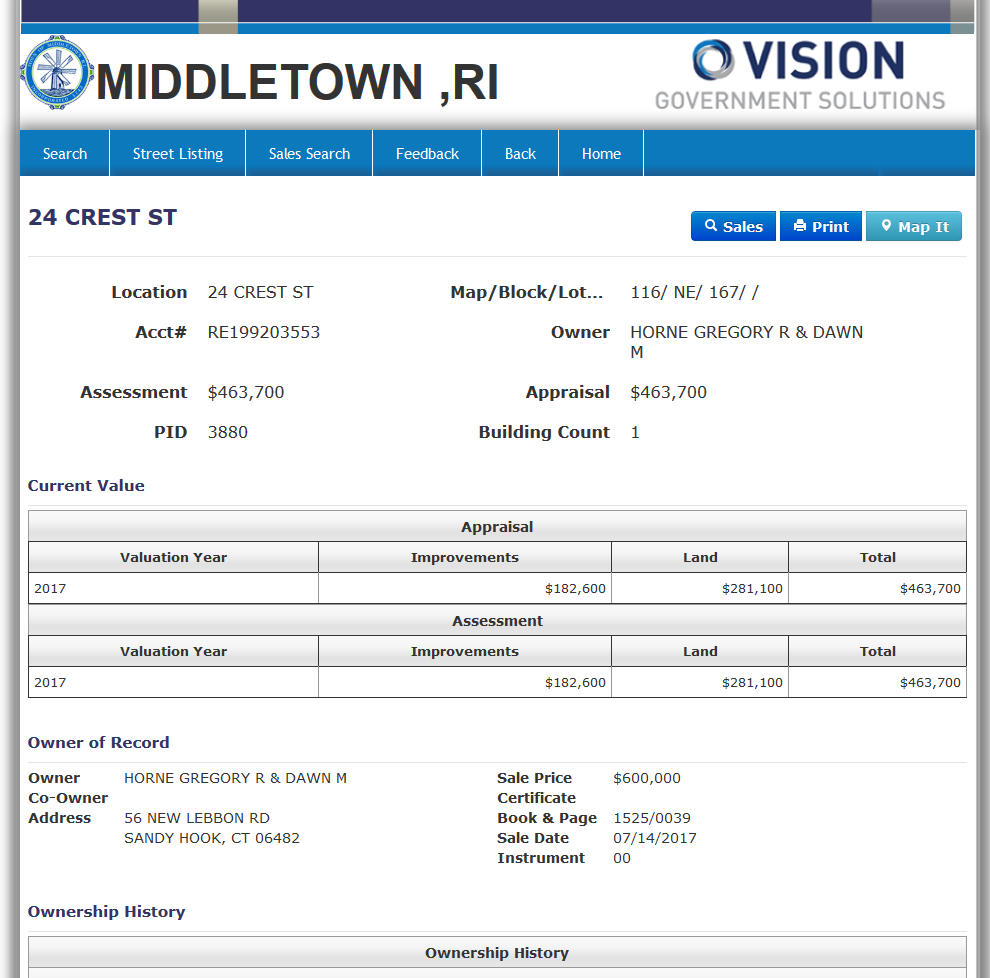 MIDDLETOWN ,RI
VISION
GOVERNMENT SOLUTIONS
Search Street Listing Sales Search Feedback Back Home
24 CREST ST
Sales Print Map It
Location 24 CREST ST Map/Block/Lot... 116/ NE/ 167/ /
Acct# RE199203553 Owner HORNE GREGORY R & DAWN
M
Assessment $463,700 Appraisal $463,700
PID 3880 Building Count 1
Current Value
Appraisal
Valuation Year Improvements Land Total
2017 $182,600 $281,100 $463,700
Assessment
Valuation Year Improvements Land Total
2017 $182,600 $281,100 $463,700
Owner of Record
Owner HORNE GREGORY R & DAWN M Sale Price $600,000
Co-Owner Certificate
Address 56 NEW LEBBON RD Book & Page 1525/0039
SANDY HOOK, CT 06482 Sale Date 07/14/2017
Instrument 00
Ownership History
Ownership History